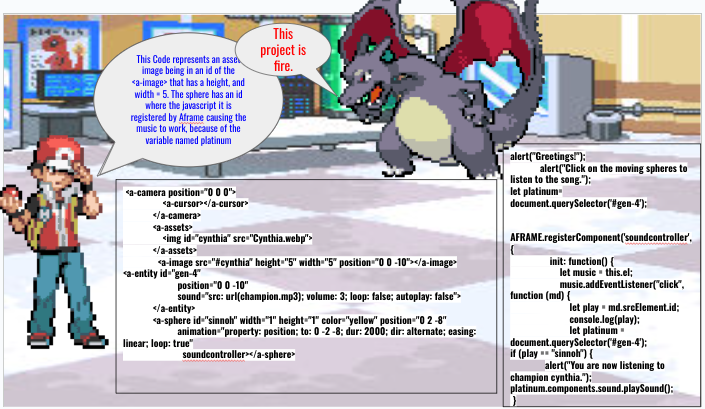 This Code represents an asset
image being in an id of the
<a-image> that has a height, and
width = 5. The sphere has an id
where the javascript it is
registered by Aframe causing the
music to work, because of the
variable named platinum
This
project is
fire.
<a-camera position="0 0 0">
<a-cursor></a-cursor>
</a-camera>
<a-assets>
<img id="cynthia" src="Cynthia.webp">
</a-assets>
<a-image src="#cynthia" height="5" width="5" position="0 0 -10"></a-image>
<a-entity id="gen-4"
position="0 0 -10"
sound="src: url(champion.mp3); volume: 3; loop: false; autoplay: false">
</a-entity>
<a-sphere id="sinnoh" width="1" height="1" color="yellow" position="0 2 -8"
animation="property: position; to: 0 -2 -8; dur: 2000; dir: alternate; easing:
linear; loop: true"
soundcontroller></a-sphere>
alert("Greetings!");
alert("Click on the moving spheres to
listen to the song.");
let platinum=
document.querySelector('#gen-4');
AFRAME.registerComponent('soundcontroller',
{
init: function() {
let music = this.el;
music.addEventListener("click",
function (md) {
let play = md.srcElement.id;
console.log(play);
let platinum =
document.querySelector('#gen-4');
if (play == "sinnoh") {
alert("You are now listening to
champion cynthia.");
platinum.components.sound.playSound();
}